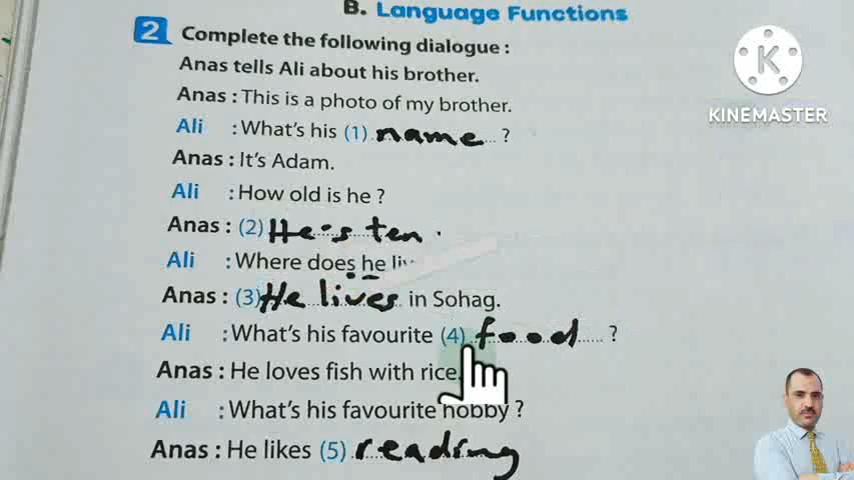 B. Language Functions
2 Complete the following dialogue :
Anas tells Ali about his brother.
Anas : This is a photo of my brother.
Ali : What's his (1) name ?
Anas : It's Adam.
Ali : How old is he ?
Anas : (2) He's ten .
Ali : Where does he
Anas : (3) He lives in Sohag.
Ali : What's his favourite (4) food ?
Anas : He loves fish with rice.
Ali : What's his favourite hobby ?
Anas : He likes (5) reading
K
KINEMASTER